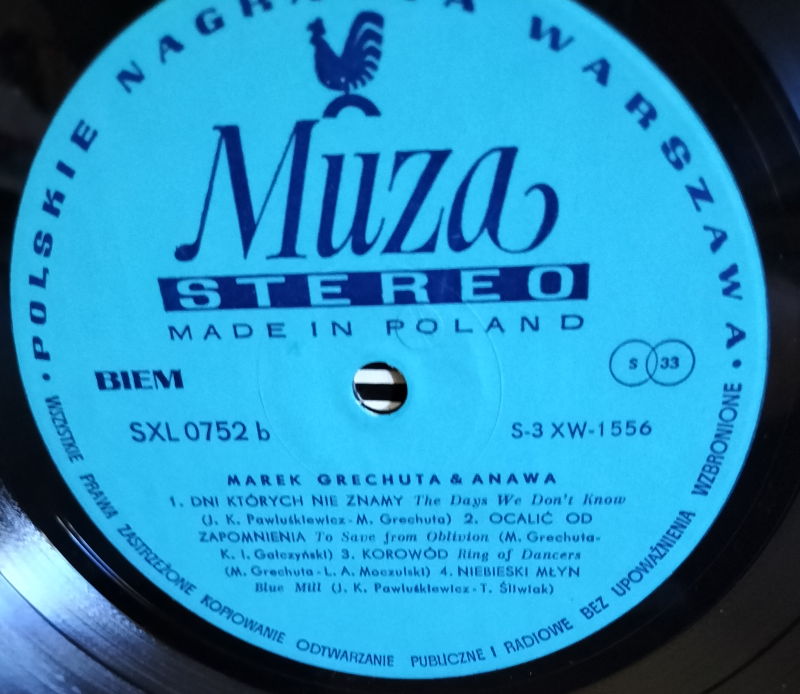 • POLSKIE NAGRANIA WARSZAWA •
Muza
STEREO
MADE IN POLAND
BIEM
S 33
SXL 0752 b
S-3 XW-1556
MAREK GRECHUTA & ANAWA
1. DNI KTÓRYCH NIE ZNAMY The Days We Don't Know
(J. K. Pawluśkiewicz - M. Grechuta) 2. OCALIĆ OD
ZAPOMNIENIA To Save from Oblivion (M. Grechuta-
K. I. Gałczyński) 3. KOROWÓD Ring of Dancers
(M. Grechuta - L. A. Moczulski) 4. NIEBIESKI MŁYN
Blue Mill (J. K. Pawluśkiewicz - T. Śliwiak)
WSZYSTKIE PRAWA ZASTRZEŻONE KOPIOWANIE ODTWARZANIE PUBLICZNE I RADIOWE BEZ UPOWAŻNIENIA WZBRONIONE